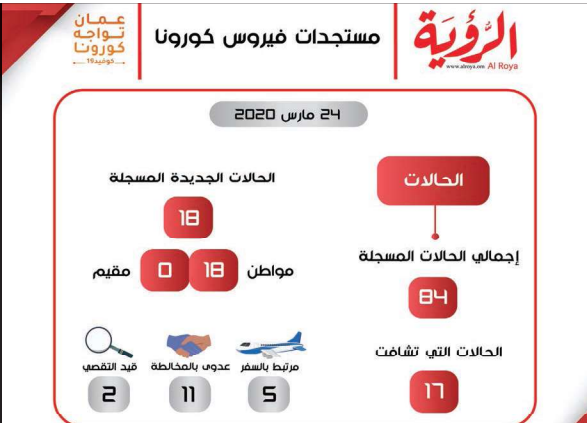 الرؤية
www.alroya.om Al Roya
مستجدات فيروس كورونا
عمان
تواجه
كورونا
كوفيد19
24 مارس 2020
الحالات
إجمالي الحالات المسجلة
84
الحالات التي تشافت
17
الحالات الجديدة المسجلة
18
مواطن 18 0 مقيم
مرتبط بالسفر عدوى بالمخالطة قيد التقصي
5 11 2